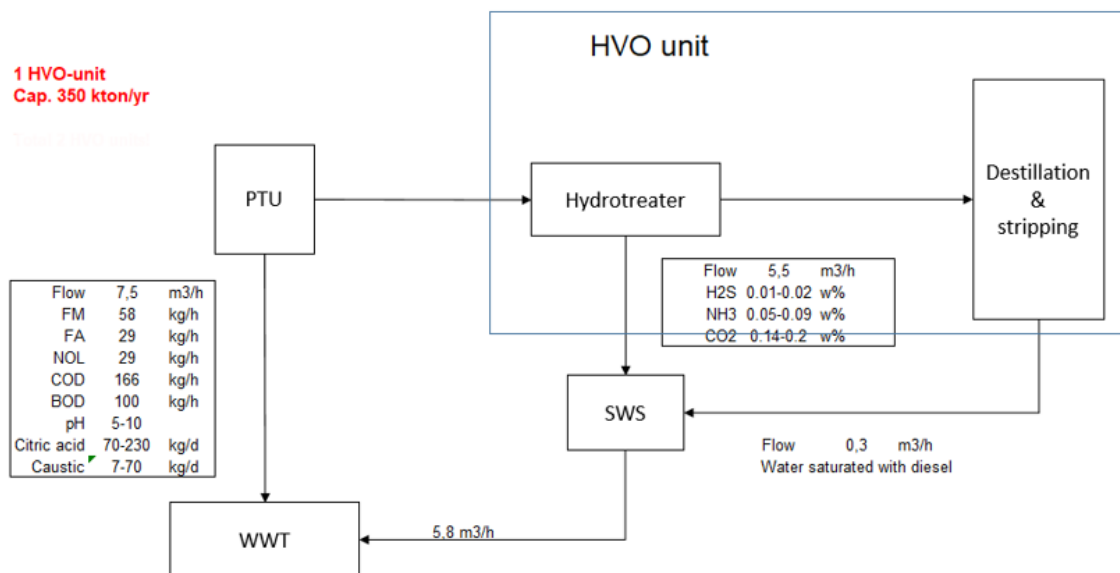 HVO unit
1 HVO-unit
Cap. 350 kton/yr
PTU
Hydrotreater
Destillation
&
stripping
Flow 7,5 m3/h
FM 58 kg/h
FA 29 kg/h
NOL 29 kg/h
COD 166 kg/h
BOD 100 kg/h
pH 5-10
Citric acid 70-230 kg/d
Caustic 7-70 kg/d
Flow 5,5 m3/h
H2S 0.01-0.02 w%
NH3 0.05-0.09 w%
CO2 0.14-0.2 w%
SWS
Flow 0,3 m3/h
Water saturated with diesel
5,8 m3/h
WWT